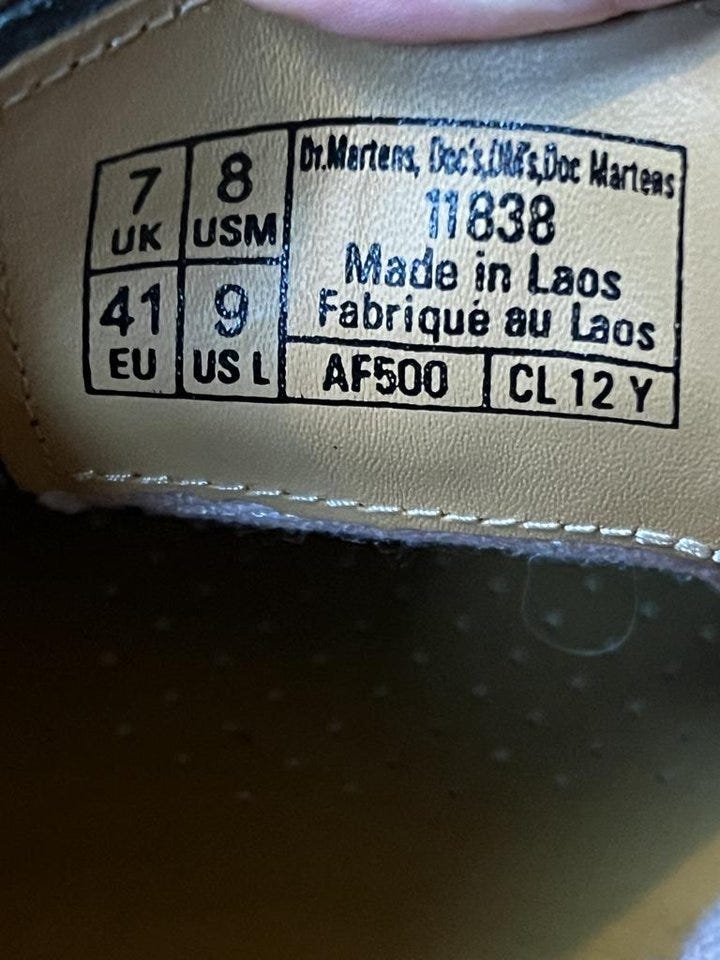 7 UK
8 USM
41 EU
9 US L
Dr.Martens, Doc's,DM's,Doc Martens
11838
Made in Laos
Fabriqué au Laos
AF500
CL 12 Y